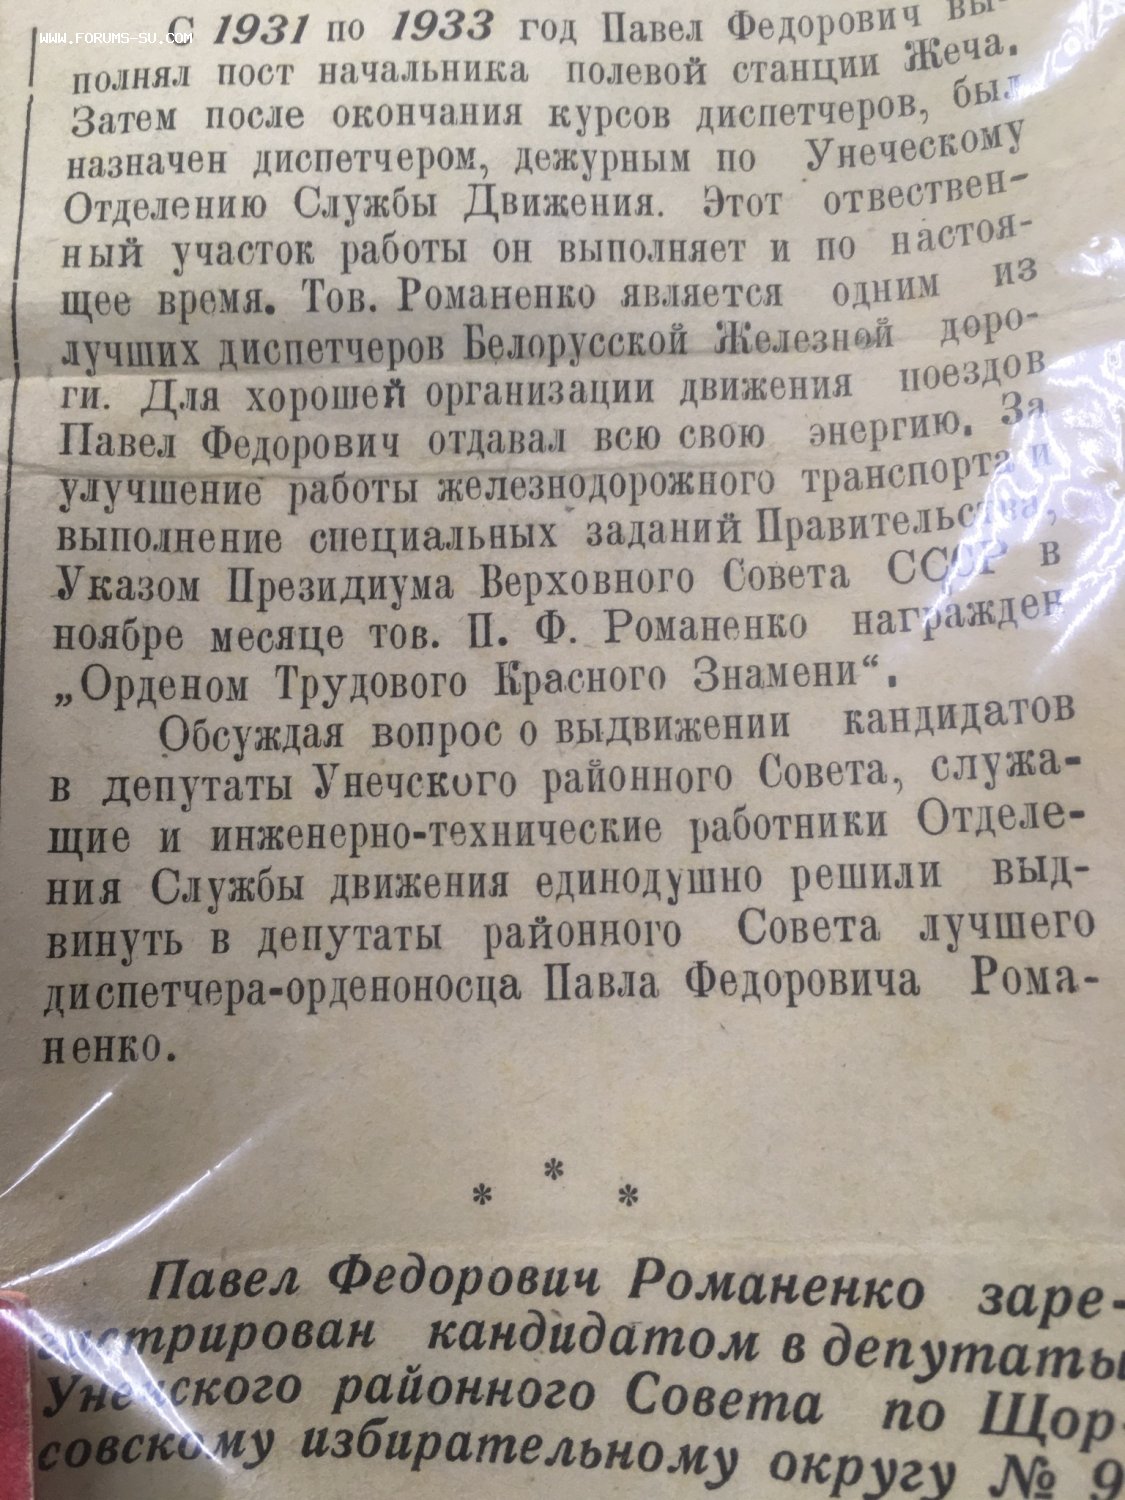 www.forums-su.com
С 1931 по 1933 год Павел Федорович вы-
полнял пост начальника полевой станции Жеча.
Затем после окончания курсов диспетчеров, был
назначен диспетчером, дежурным по Унеческому
Отделению Службы Движения. Этот отвествен-
ный участок работы он выполняет и по настоя-
щее время. Тов. Романенко является одним из
лучших диспетчеров Белорусской Железной доро-
ги. Для хорошей организации движения поездов
Павел Федорович отдавал всю свою энергию. За
улучшение работы железнодорожного транспорта и
выполнение специальных заданий Правительства,
Указом Президиума Верховного Совета СССР в
ноябре месяце тов. П. Ф. Романенко награжден
„Орденом Трудового Красного Знамени“.
Обсуждая вопрос о выдвижении кандидатов
в депутаты Унечского районного Совета, служа-
щие и инженерно-технические работники Отделе-
ния Службы движения единодушно решили выд-
винуть в депутаты районного Совета лучшего
диспетчера-орденоносца Павла Федоровича Рома-
ненко.
* * *
Павел Федорович Романенко заре-
гистрирован кандидатом в депутаты
Унечского районного Совета по Щор-
совскому избирательному округу № 9